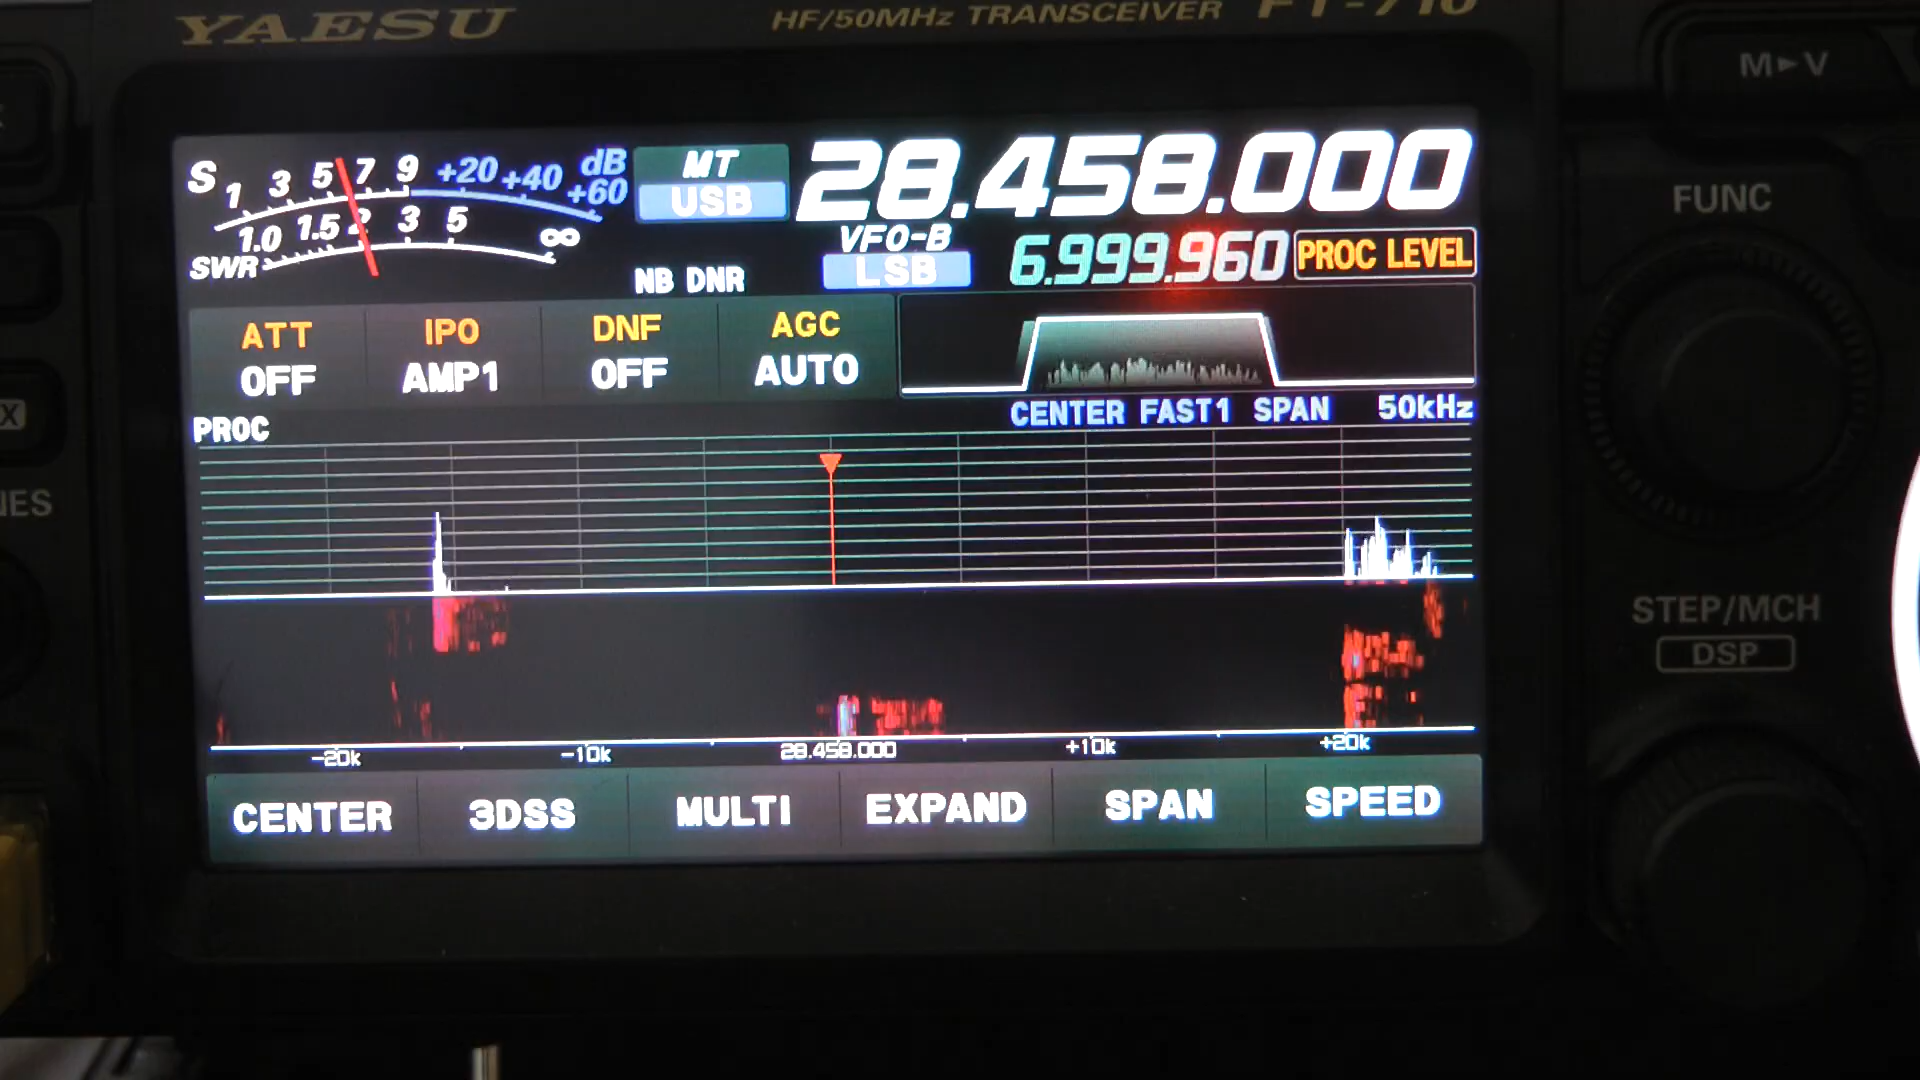 YAESU
HF/50MHz TRANSCEIVER FT-710
M►V
S 1 3 5 7 9 +20 +40 +60 dB
1.0 1.5 2 3 5 ∞
SWR
MT
USB
28.458.000
VFO-B
LSB
6.999.960
PROC LEVEL
NB DNR
FUNC
ATT
OFF
IPO
AMP1
DNF
OFF
AGC
AUTO
CENTER FAST1 SPAN 50kHz
PROC
STEP/MCH
DSP
-20k -10k 28.458.000 +10k +20k
CENTER 3DSS MULTI EXPAND SPAN SPEED